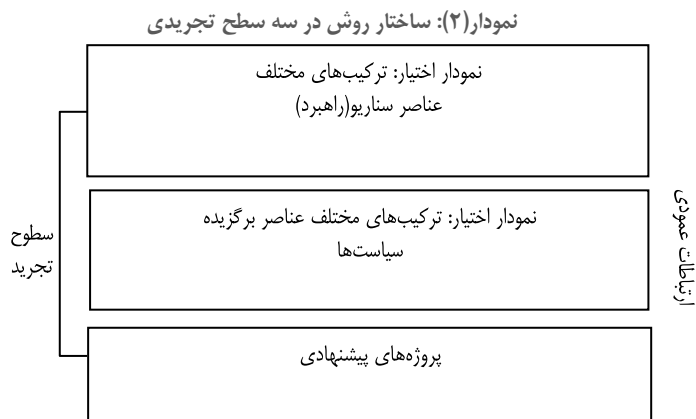 نمودار(۲): ساختار روش در سه سطح تجریدی
نمودار اختیار: ترکیب‌های مختلف
عناصر سناریو(راهبرد)
نمودار اختیار: ترکیب‌های مختلف عناصر برگزیده
سیاست‌ها
پروژه‌های پیشنهادی
ارتباطات عمودی
سطوح
تجرید